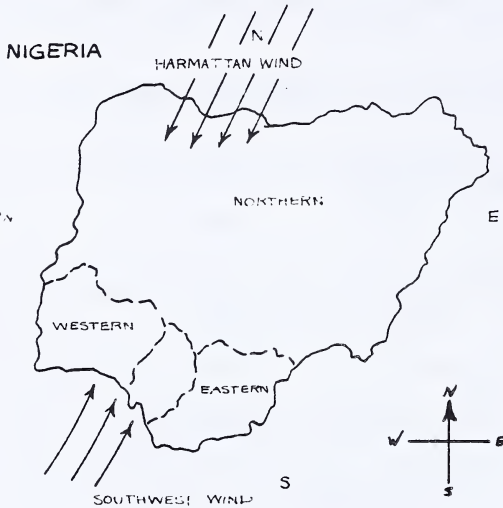 N
NIGERIA
HARMATTAN WIND
NORTHERN
E
WESTERN
EASTERN
N
W E
S
S
SOUTHWEST WIND